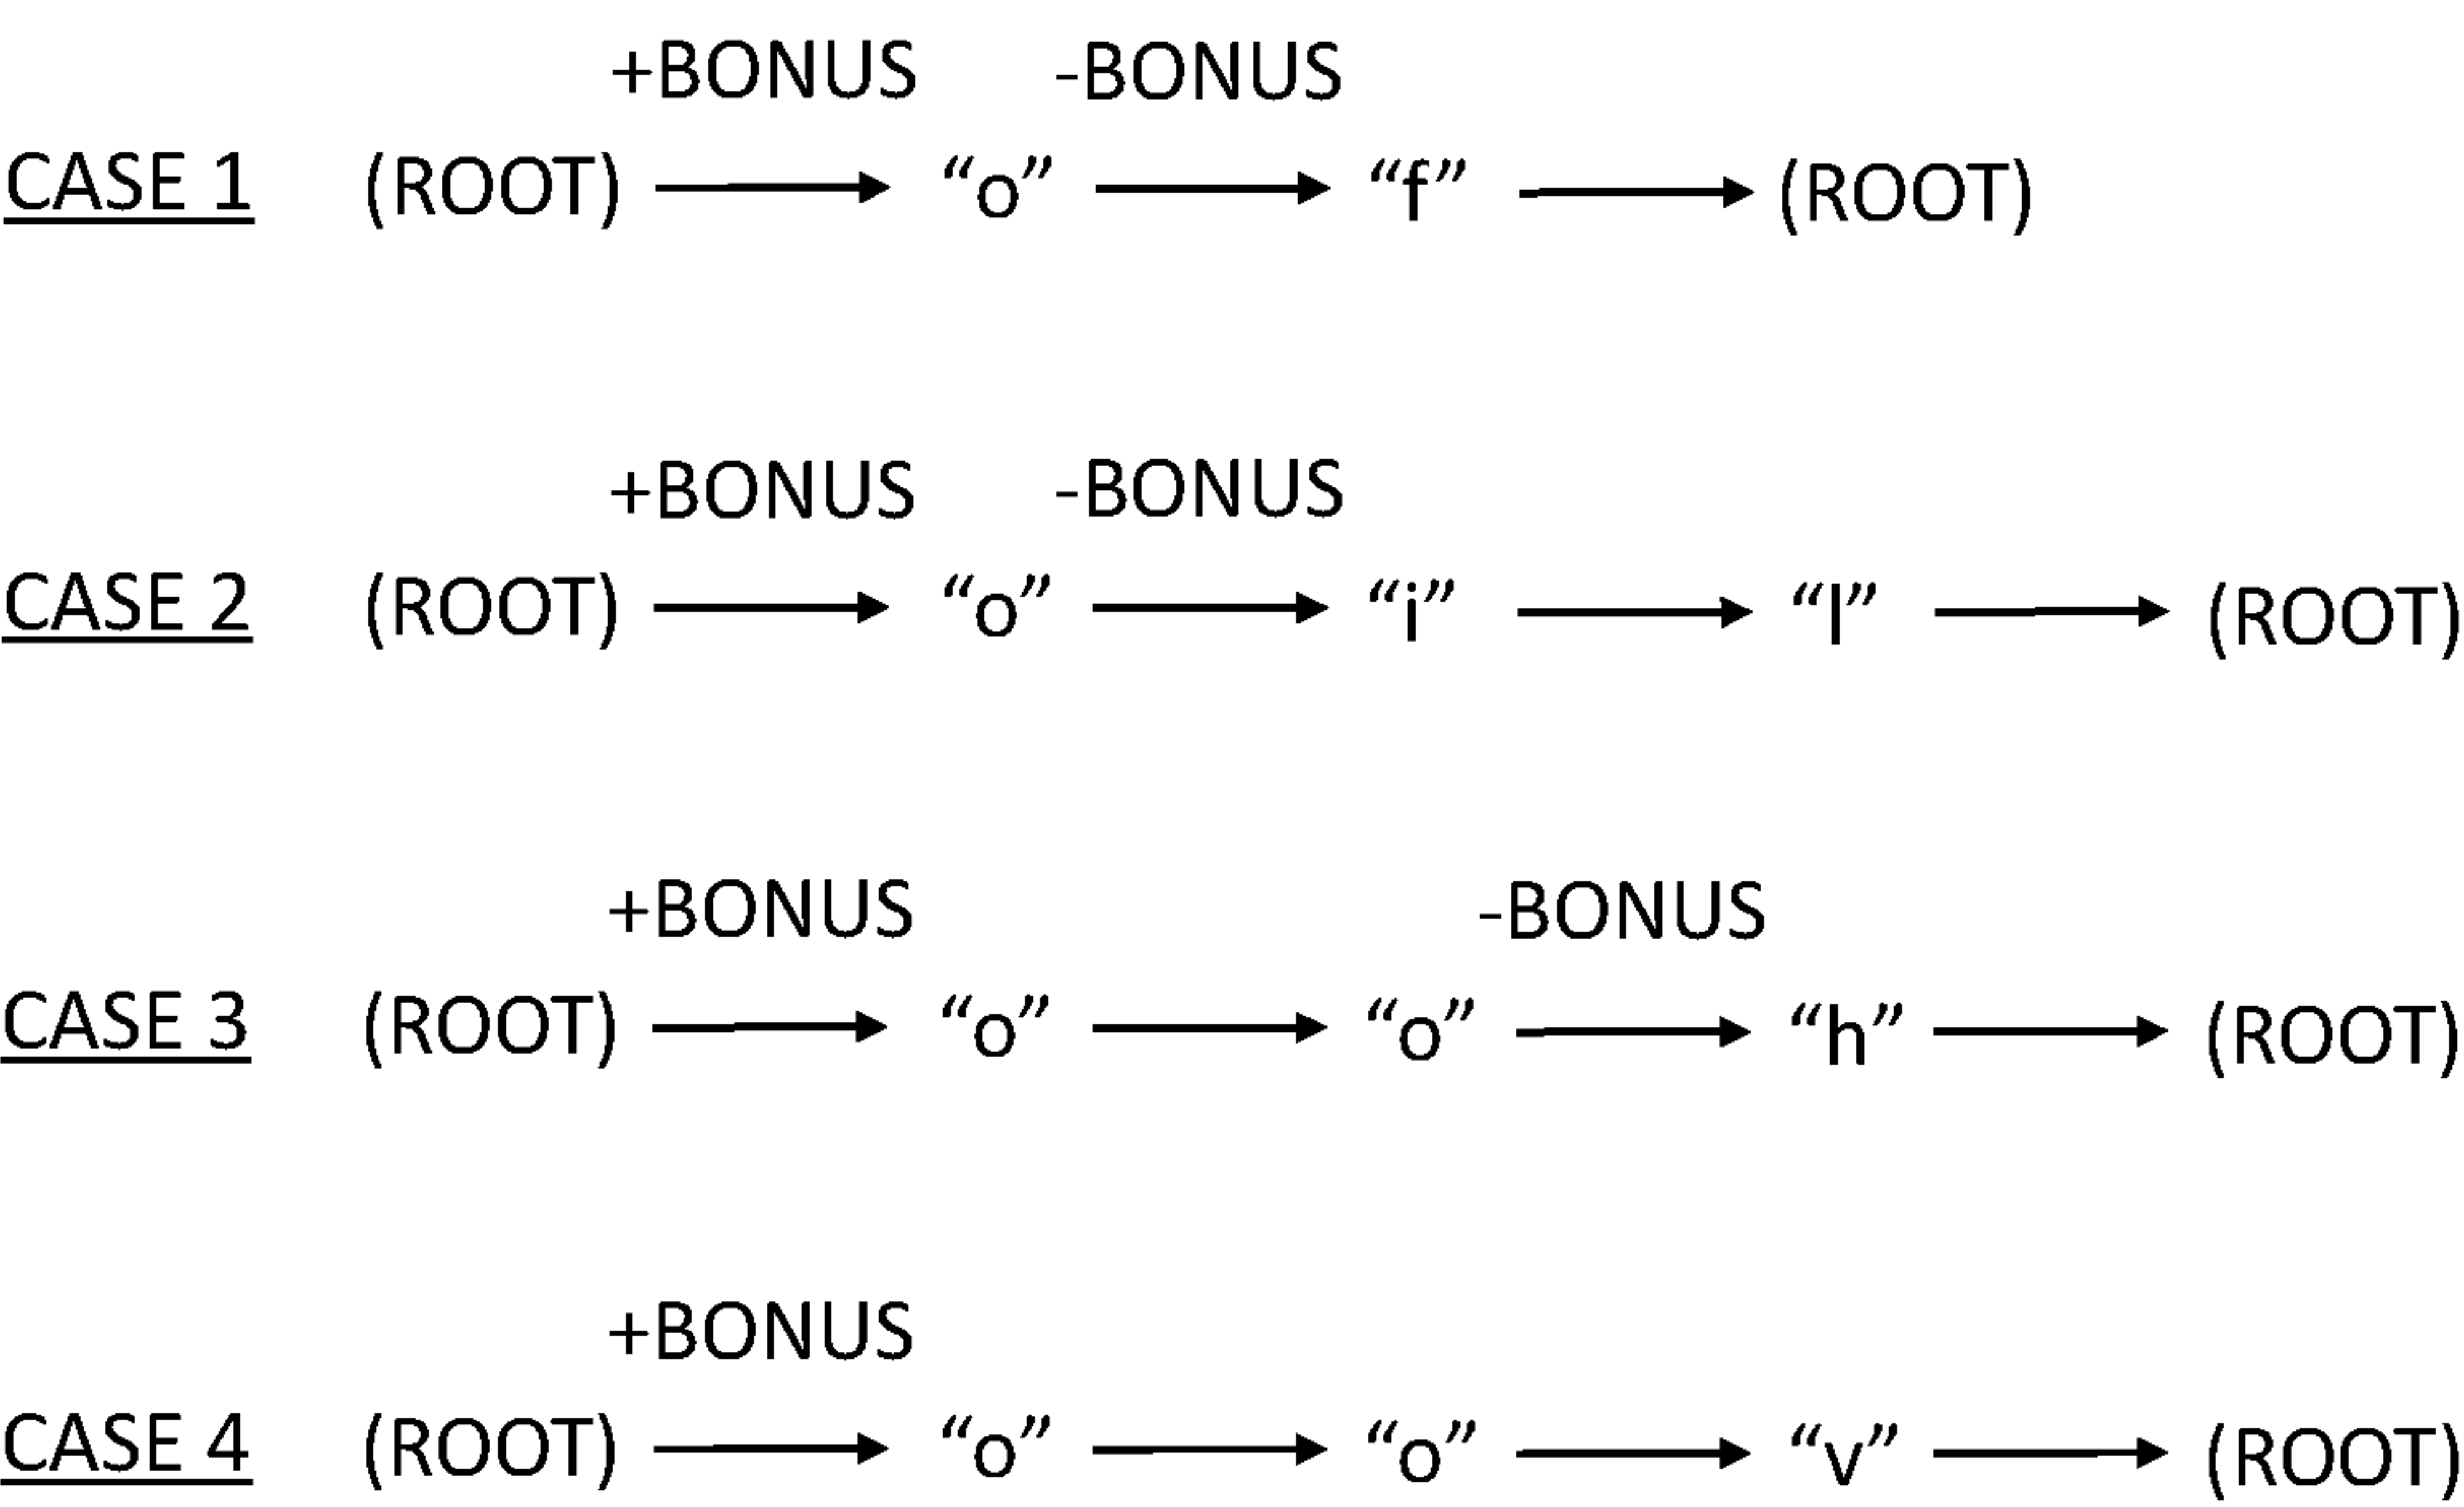 +BONUS -BONUS
CASE 1 (ROOT) “o” “f” (ROOT)
+BONUS -BONUS
CASE 2 (ROOT) “o” “i” “l” (ROOT)
+BONUS -BONUS
CASE 3 (ROOT) “o” “o” “h” (ROOT)
+BONUS
CASE 4 (ROOT) “o” “o” “v” (ROOT)